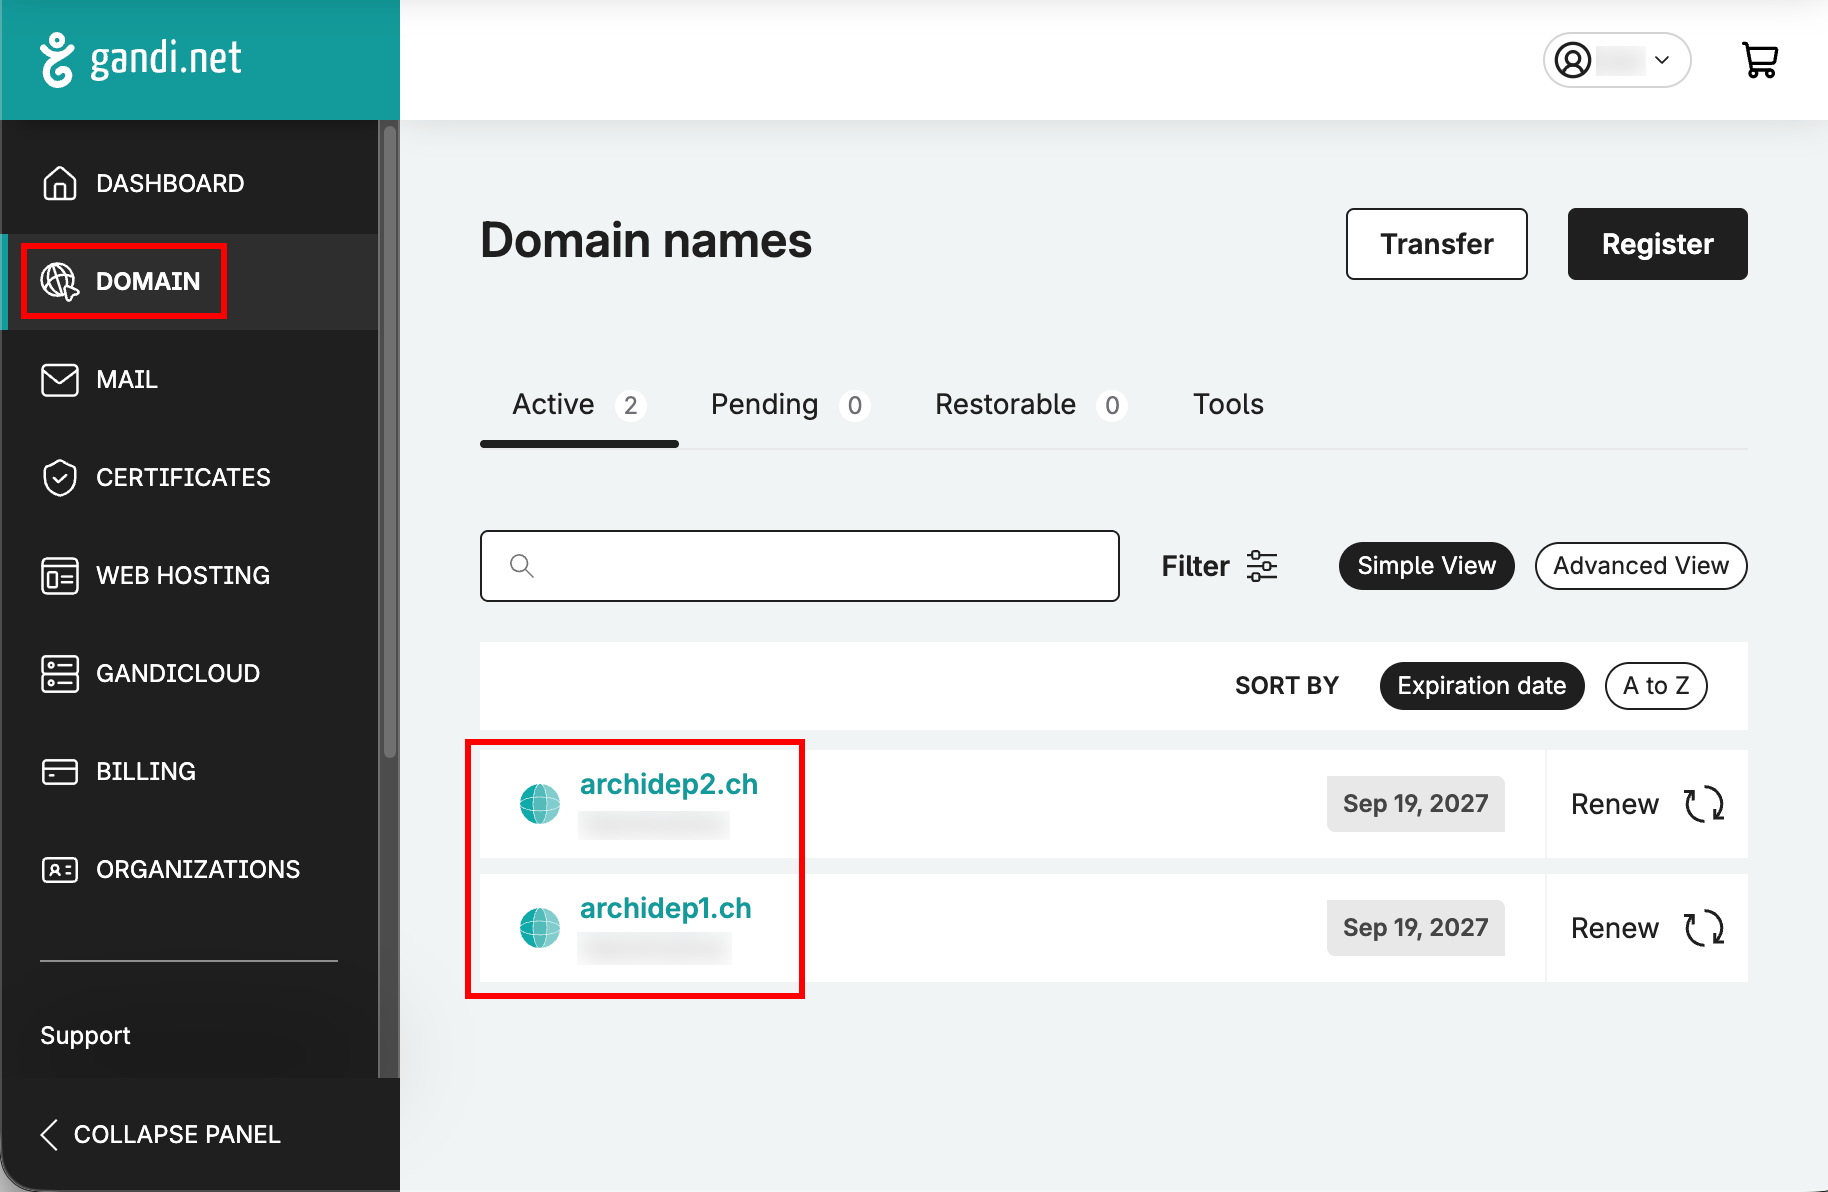 gandi.net
DASHBOARD
DOMAIN
MAIL
CERTIFICATES
WEB HOSTING
GANDICLOUD
BILLING
ORGANIZATIONS
Support
COLLAPSE PANEL
Domain names
Transfer
Register
Active 2
Pending 0
Restorable 0
Tools
Filter
Simple View
Advanced View
SORT BY
Expiration date
A to Z
archidep2.ch
Sep 19, 2027
Renew
archidep1.ch
Sep 19, 2027
Renew